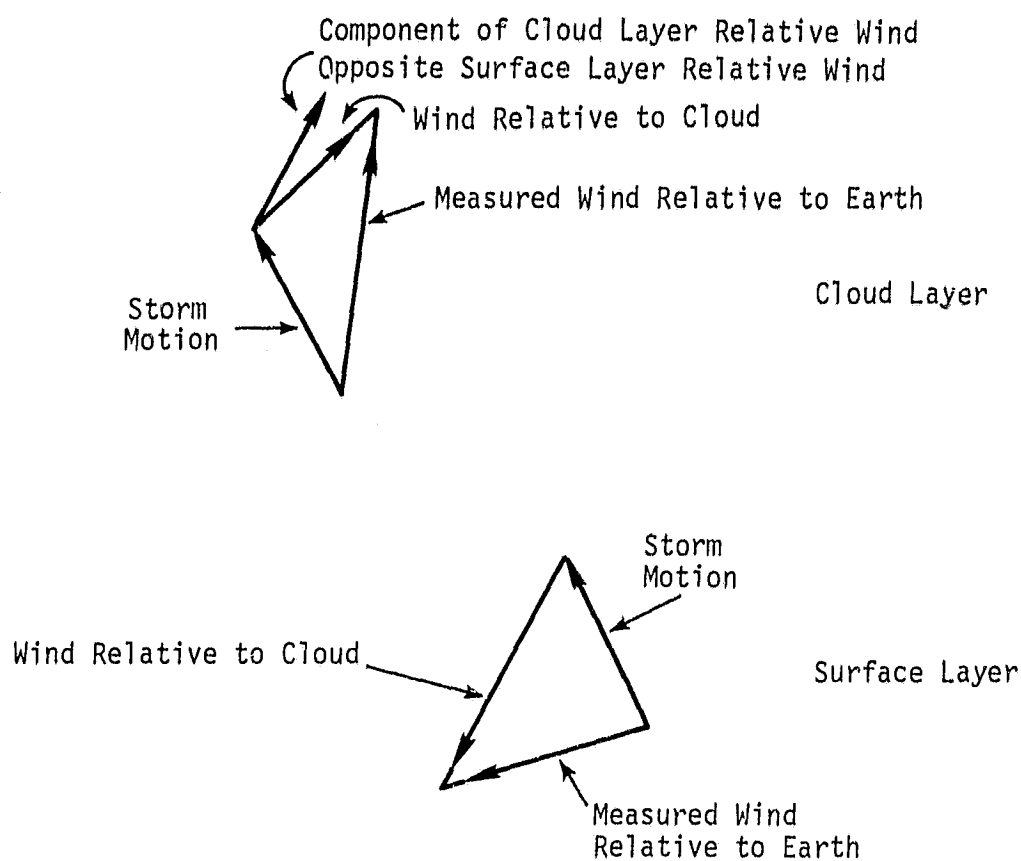 Component of Cloud Layer Relative Wind
Opposite Surface Layer Relative Wind
Wind Relative to Cloud
Measured Wind Relative to Earth
Cloud Layer
Storm
Motion
Storm
Motion
Wind Relative to Cloud
Surface Layer
Measured Wind
Relative to Earth